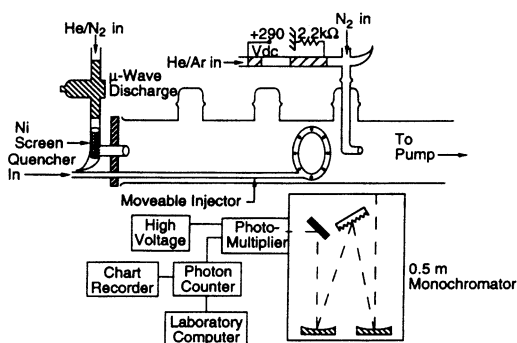 He/N₂ in
μ-Wave
Discharge
Ni
Screen
Quencher
In
+290
Vdc
2.2kΩ
N₂ in
He/Ar in
To
Pump
Moveable Injector
High
Voltage
Photo-
Multiplier
Chart
Recorder
Photon
Counter
Laboratory
Computer
0.5 m
Monochromator